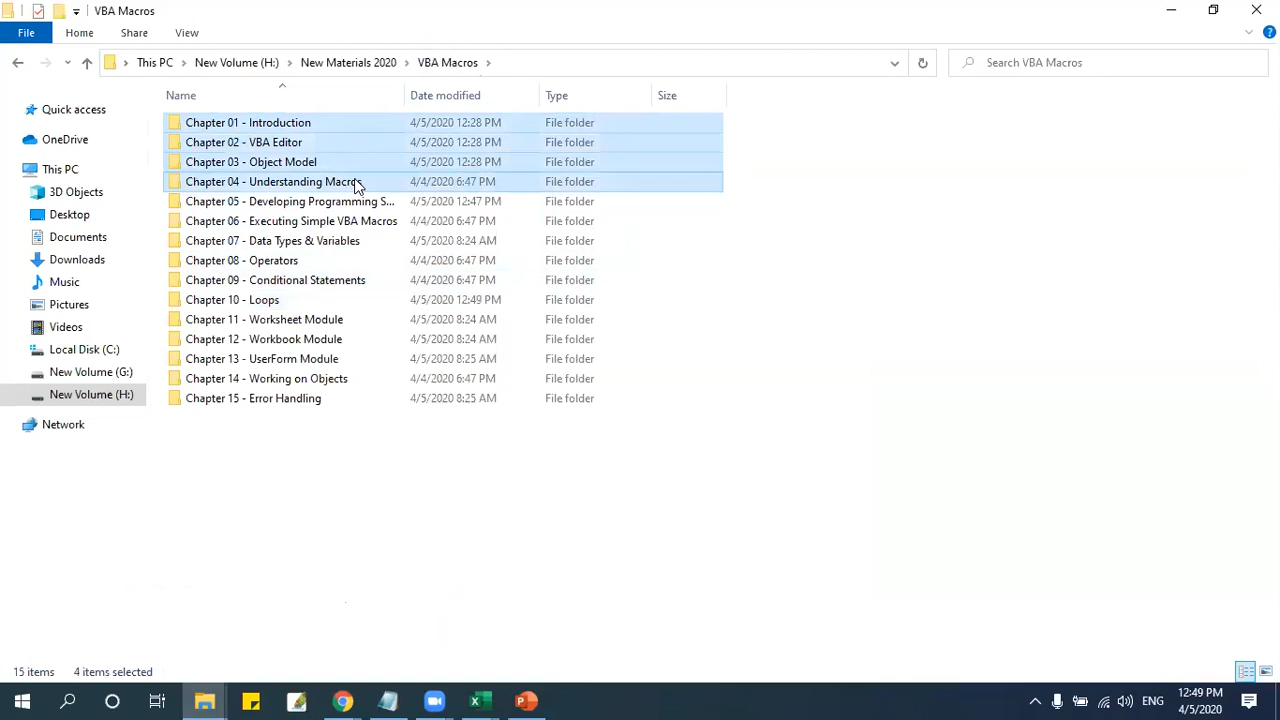 VBA Macros
File Home Share View
This PC New Volume (H:) New Materials 2020 VBA Macros Search VBA Macros
Name Date modified Type Size
Quick access
OneDrive
This PC
3D Objects
Desktop
Documents
Downloads
Music
Pictures
Videos
Local Disk (C:)
New Volume (G:)
New Volume (H:)
Network
Chapter 01 - Introduction 4/5/2020 12:28 PM File folder
Chapter 02 - VBA Editor 4/5/2020 12:28 PM File folder
Chapter 03 - Object Model 4/5/2020 12:28 PM File folder
Chapter 04 - Understanding Macros 4/4/2020 6:47 PM File folder
Chapter 05 - Developing Programming S... 4/5/2020 12:47 PM File folder
Chapter 06 - Executing Simple VBA Macros 4/4/2020 6:47 PM File folder
Chapter 07 - Data Types & Variables 4/5/2020 8:24 AM File folder
Chapter 08 - Operators 4/4/2020 6:47 PM File folder
Chapter 09 - Conditional Statements 4/4/2020 6:47 PM File folder
Chapter 10 - Loops 4/5/2020 12:49 PM File folder
Chapter 11 - Worksheet Module 4/5/2020 8:24 AM File folder
Chapter 12 - Workbook Module 4/5/2020 8:24 AM File folder
Chapter 13 - UserForm Module 4/5/2020 8:25 AM File folder
Chapter 14 - Working on Objects 4/4/2020 6:47 PM File folder
Chapter 15 - Error Handling 4/5/2020 8:25 AM File folder
15 items 4 items selected
ENG 12:49 PM
4/5/2020